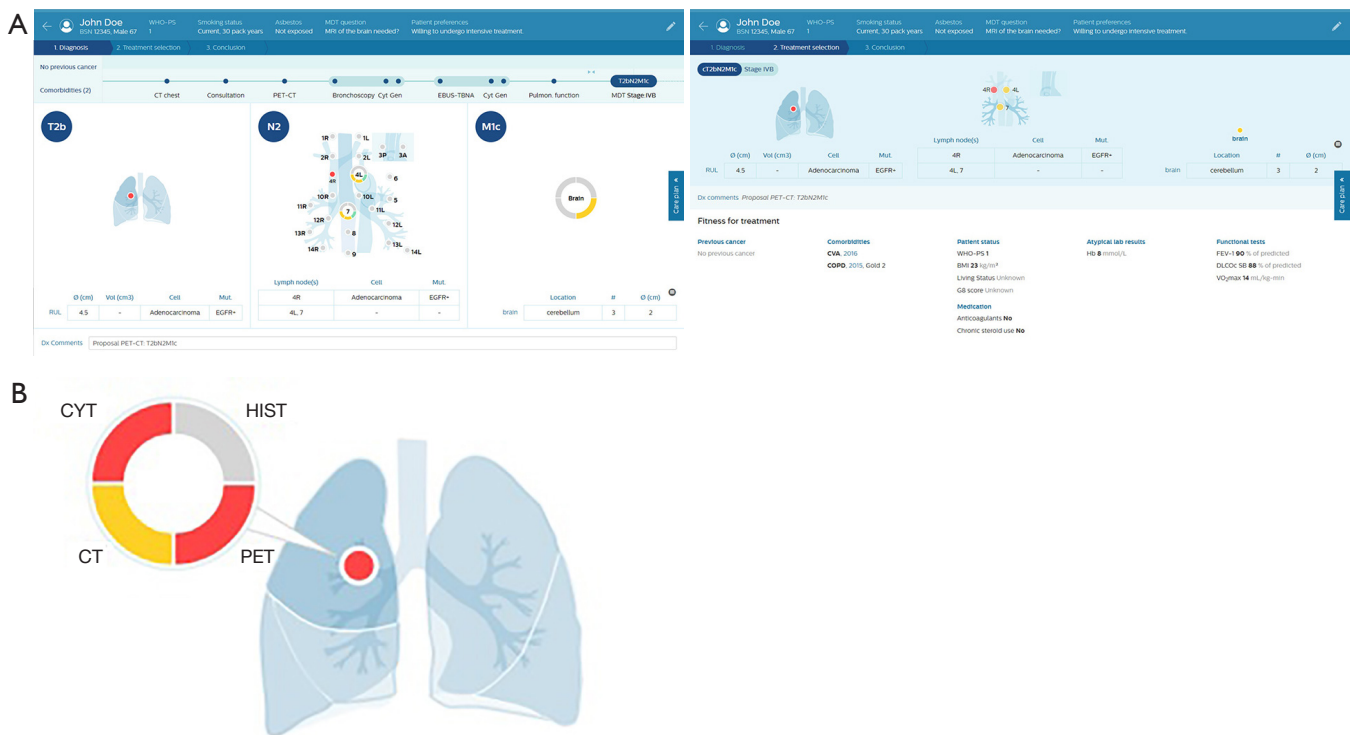 A
John Doe
BSN 12345, Male 67
WHO-PS
1
Smoking status
Current, 30 pack years
Asbestos
Not exposed
MDT question
MRI of the brain needed?
Patient preferences
Willing to undergo intensive treatment
1. Diagnosis
2. Treatment selection
3. Conclusion
No previous cancer
Comorbidities (2)
CT chest
Consultation
PET-CT
Bronchoscopy Cyt Gen
EBUS-TBNA Cyt Gen
Pulmon. function
T2bN2M1c
MDT Stage:IVB
T2b
N2
M1c
1R
1L
2R
2L
3P
3A
4R
4L
6
10R
10L
5
11R
11L
12R
7
12L
13R
8
13L
14R
9
14L
Brain
Ø (cm) Vol (cm3) Cell Mut.
RUL 4.5 - Adenocarcinoma EGFR+
Lymph node(s) Cell Mut.
4R Adenocarcinoma EGFR+
4L, 7 - -
Location # Ø (cm)
brain cerebellum 3 2
Care plan
Dx Comments Proposal PET-CT: T2bN2M1c
John Doe
BSN 12345, Male 67
WHO-PS
1
Smoking status
Current, 30 pack years
Asbestos
Not exposed
MDT question
MRI of the brain needed?
Patient preferences
Willing to undergo intensive treatment
1. Diagnosis
2. Treatment selection
3. Conclusion
cT2bN2M1c Stage IVB
4R
4L
7
brain
Ø (cm) Vol (cm3) Cell Mut.
RUL 4.5 - Adenocarcinoma EGFR+
Lymph node(s) Cell Mut.
4R Adenocarcinoma EGFR+
4L, 7 - -
Location # Ø (cm)
brain cerebellum 3 2
Care plan
Dx comments Proposal PET-CT: T2bN2M1c
Fitness for treatment
Previous cancer
No previous cancer
Comorbidities
CVA, 2016
COPD, 2015, Gold 2
Patient status
WHO-PS 1
BMI 23 kg/m²
Living Status Unknown
G8 score Unknown
Medication
Anticoagulants No
Chronic steroid use No
Atypical lab results
Hb 8 mmol/L
Functional tests
FEV-1 90 % of predicted
DLCOc SB 88 % of predicted
VO₂max 14 mL/kg-min
B
CYT
HIST
CT
PET